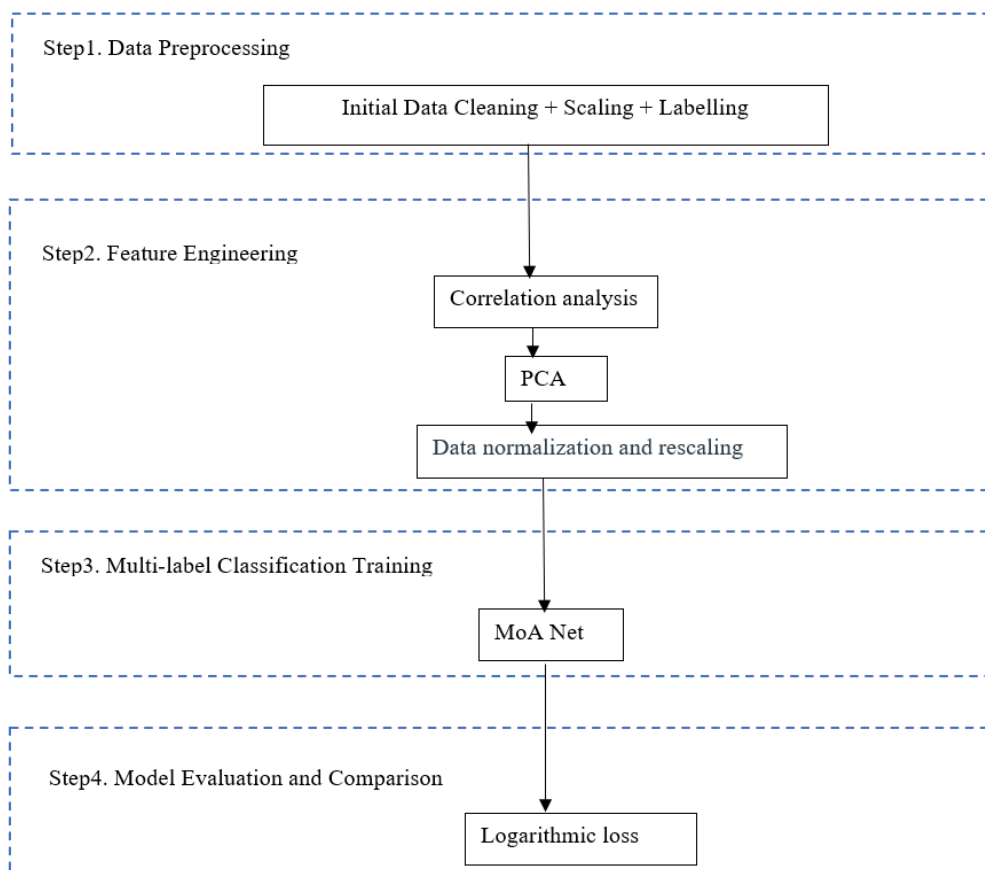 Step1. Data Preprocessing
Initial Data Cleaning + Scaling + Labelling
Step2. Feature Engineering
Correlation analysis
PCA
Data normalization and rescaling
Step3. Multi-label Classification Training
MoA Net
Step4. Model Evaluation and Comparison
Logarithmic loss